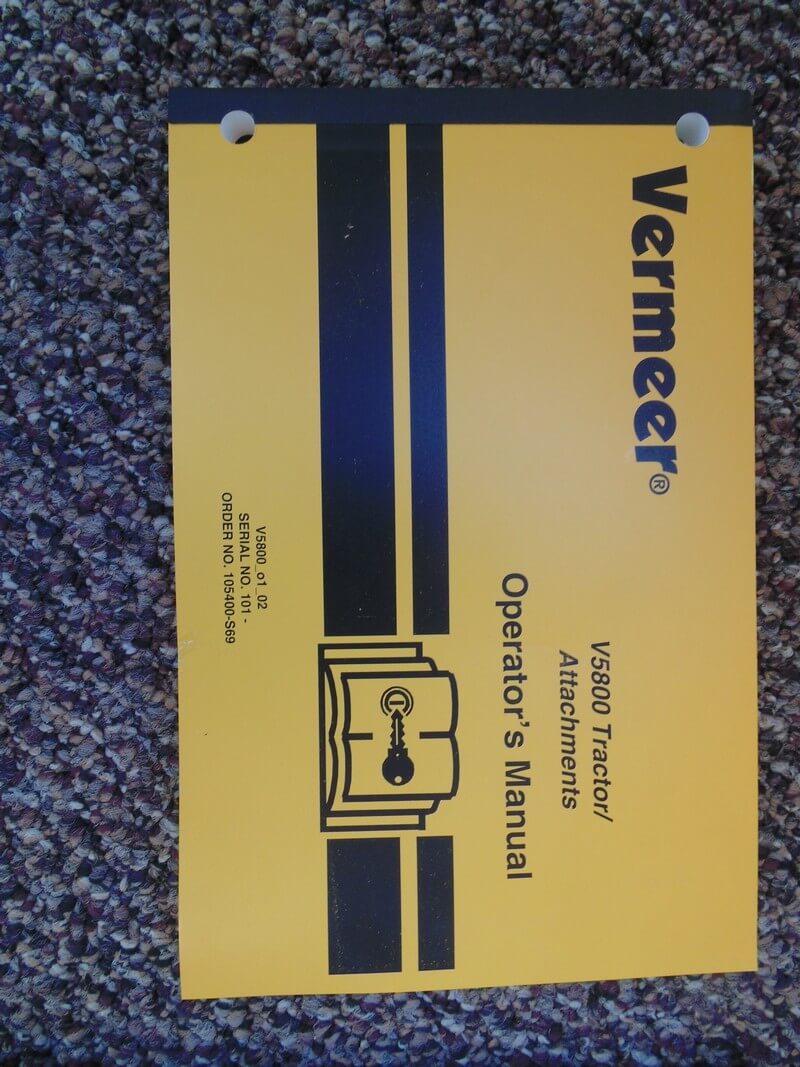 Vermeer®
V5800 Tractor/
Attachments
Operator's Manual
V5800_o1_02
SERIAL NO. 101 -
ORDER NO. 105400-S69